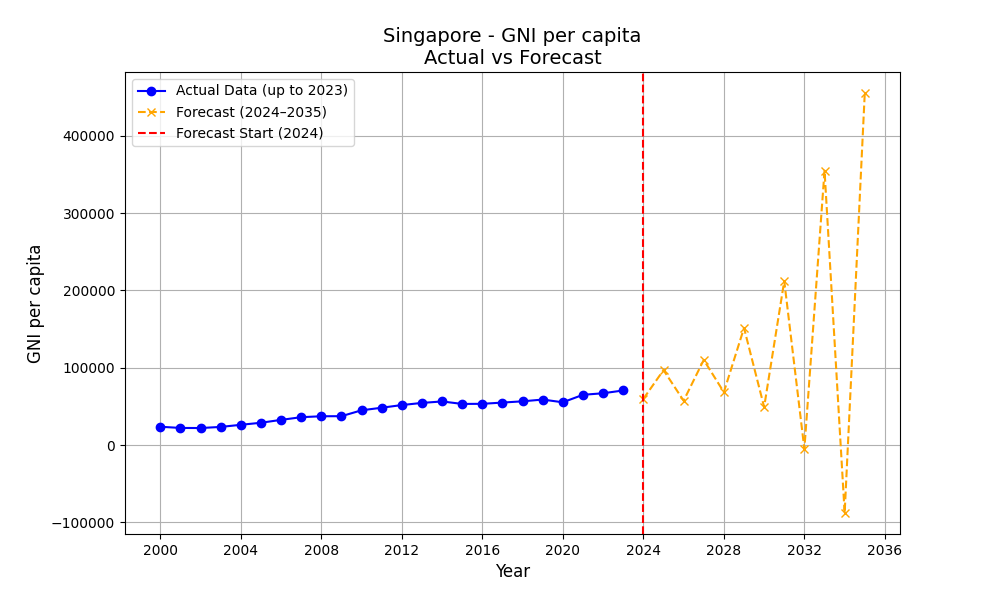 Singapore - GNI per capita
Actual vs Forecast
Actual Data (up to 2023)
Forecast (2024–2035)
Forecast Start (2024)
GNI per capita
400000
300000
200000
100000
0
−100000
2000 2004 2008 2012 2016 2020 2024 2028 2032 2036
Year